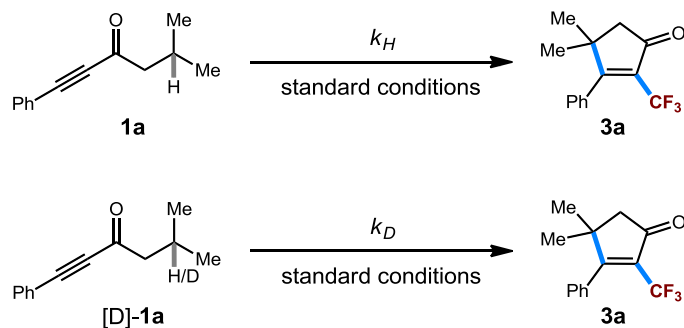 Me
O
k_H
Me
O
Me
Me
H
standard conditions
Ph
Ph
CF₃
1a
3a
Me
O
k_D
Me
O
Me
Me
H/D
standard conditions
Ph
Ph
CF₃
[D]-1a
3a